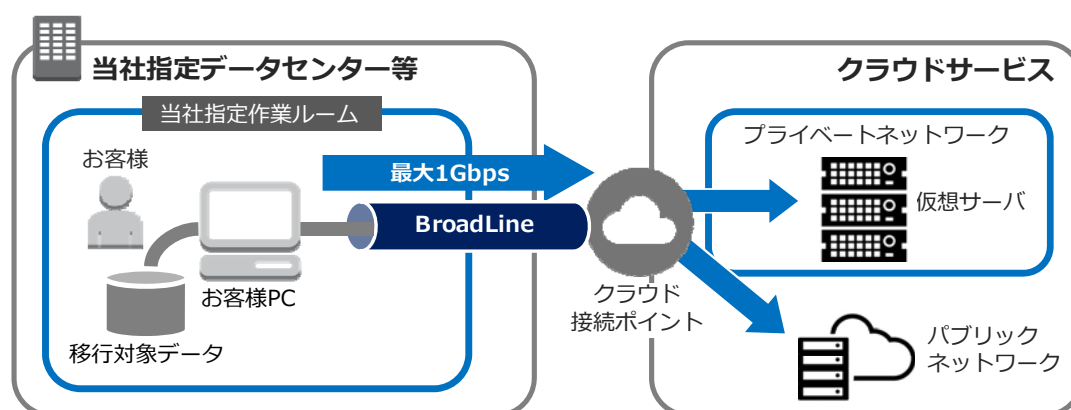 当社指定データセンター等
当社指定作業ルーム
お客様
お客様PC
移行対象データ
最大1Gbps
BroadLine
クラウド
接続ポイント
クラウドサービス
プライベートネットワーク
仮想サーバ
パブリック
ネットワーク